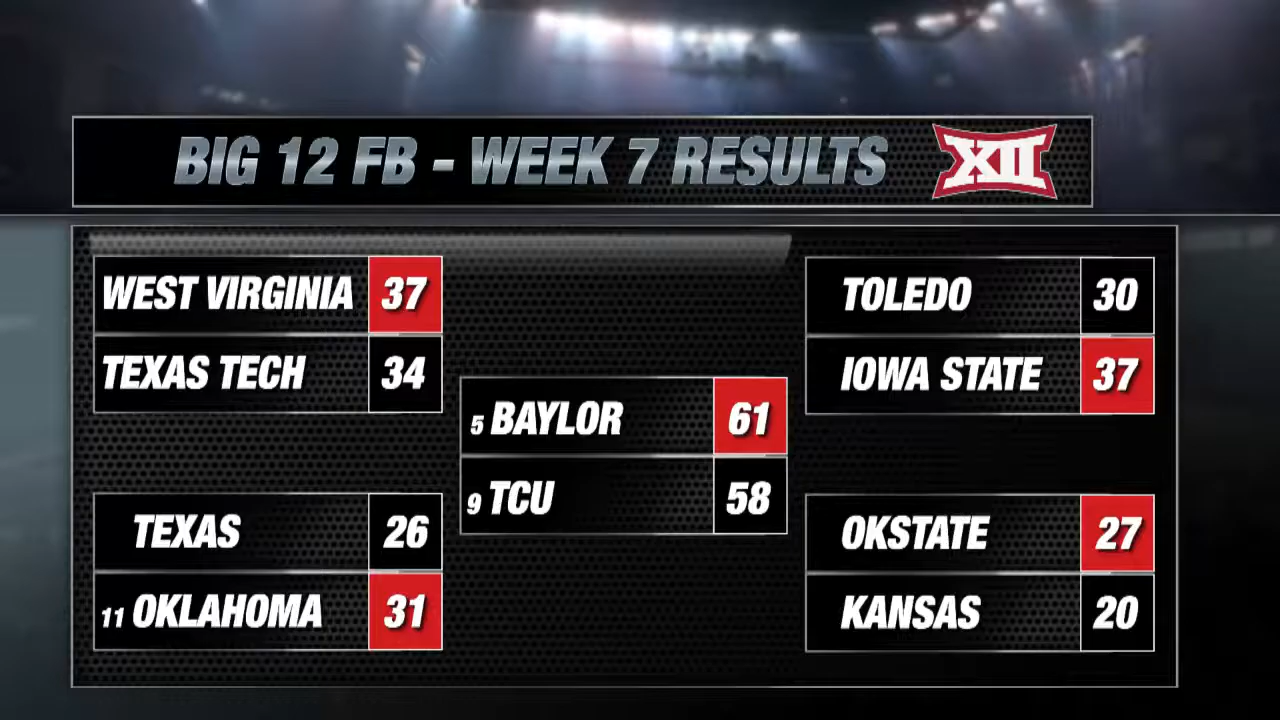 BIG 12 FB - WEEK 7 RESULTS XII
WEST VIRGINIA 37
TEXAS TECH 34
TEXAS 26
11 OKLAHOMA 31
5 BAYLOR 61
9 TCU 58
TOLEDO 30
IOWA STATE 37
OKSTATE 27
KANSAS 20